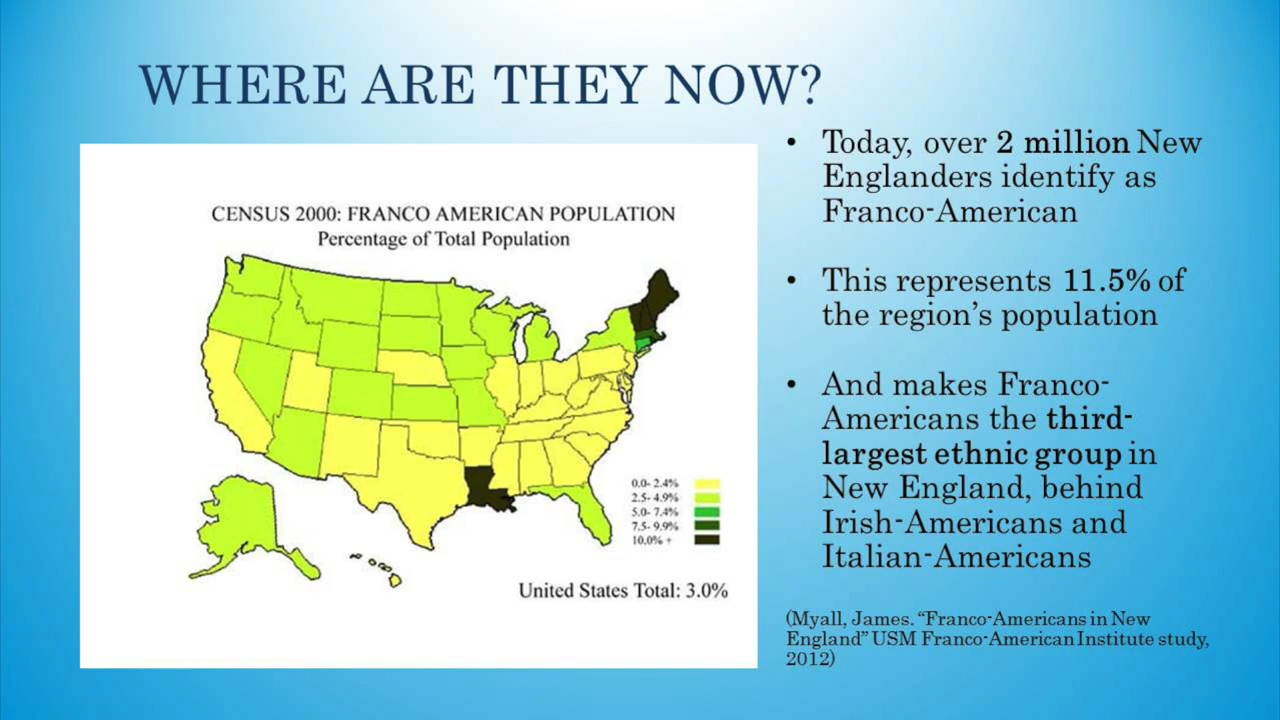 WHERE ARE THEY NOW?
CENSUS 2000: FRANCO AMERICAN POPULATION
Percentage of Total Population
0.0- 2.4%
2.5- 4.9%
5.0- 7.4%
7.5- 9.9%
10.0% +
United States Total: 3.0%
• Today, over 2 million New
Englanders identify as
Franco-American
• This represents 11.5% of
the region’s population
• And makes Franco-
Americans the third-
largest ethnic group in
New England, behind
Irish-Americans and
Italian-Americans
(Myall, James. “Franco-Americans in New
England” USM Franco-American Institute study,
2012)